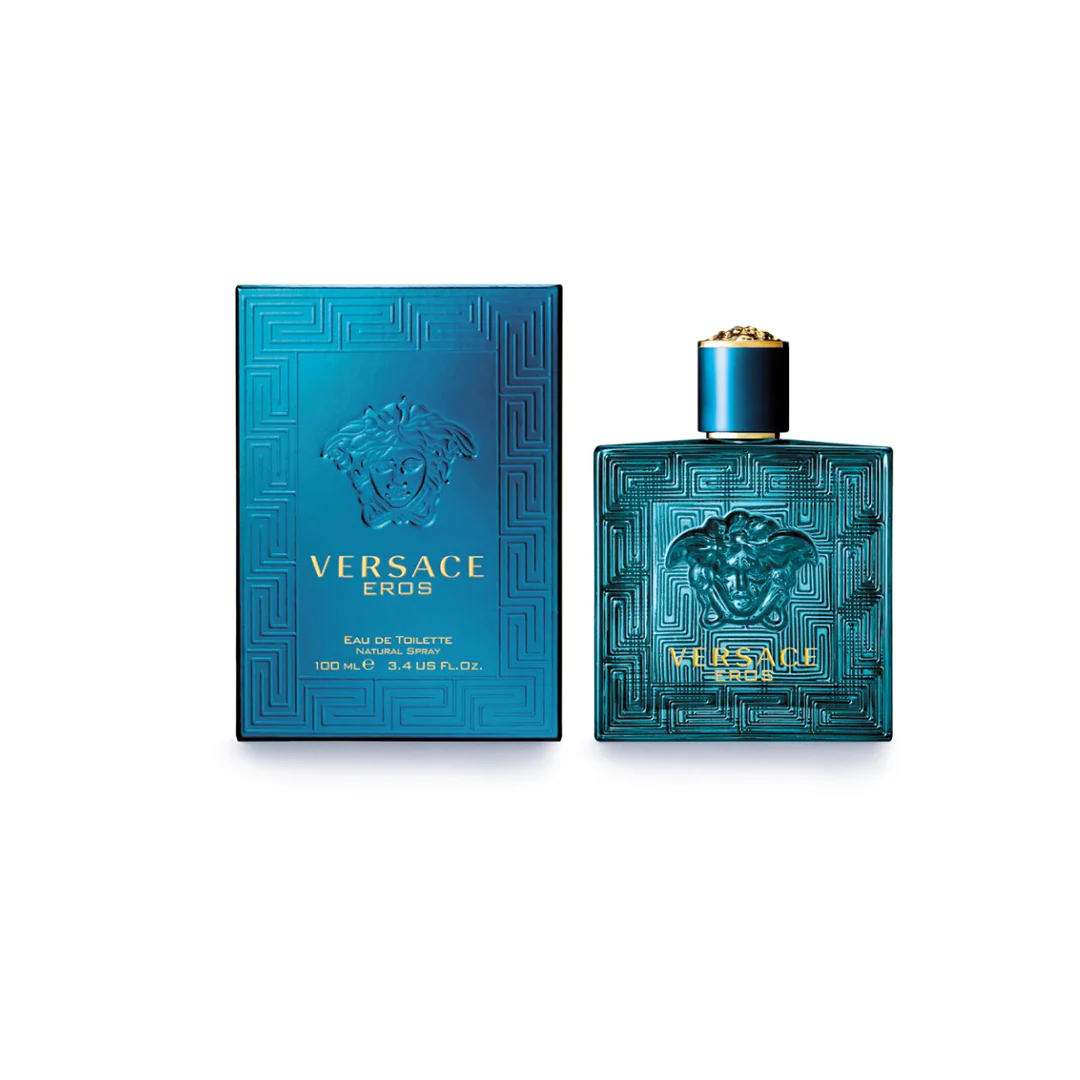 VERSACE
EROS
EAU DE TOILETTE
NATURAL SPRAY
100 ML ℮ 3.4 US FL.OZ.
VERSACE
EROS